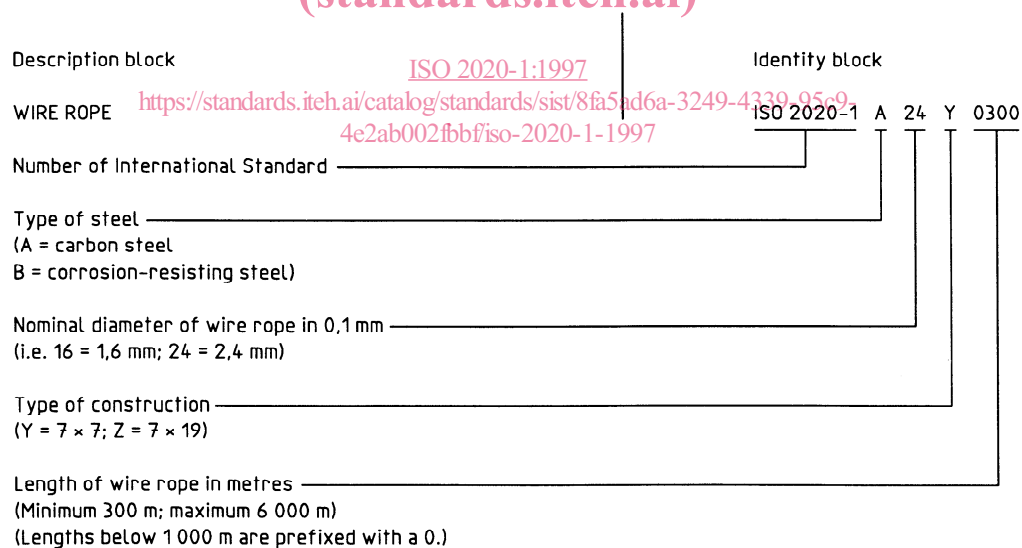 (standards.iteh.ai)
Description block Identity block
ISO 2020-1:1997
https://standards.iteh.ai/catalog/standards/sist/8fa5ad6a-3249-4339-95c9-
WIRE ROPE ISO 2020-1 A 24 Y 0300
4e2ab002fbbf/iso-2020-1-1997
Number of International Standard
Type of steel
(A = carbon steel
B = corrosion-resisting steel)
Nominal diameter of wire rope in 0,1 mm
(i.e. 16 = 1,6 mm; 24 = 2,4 mm)
Type of construction
(Y = 7 × 7; Z = 7 × 19)
Length of wire rope in metres
(Minimum 300 m; maximum 6 000 m)
(Lengths below 1 000 m are prefixed with a 0.)